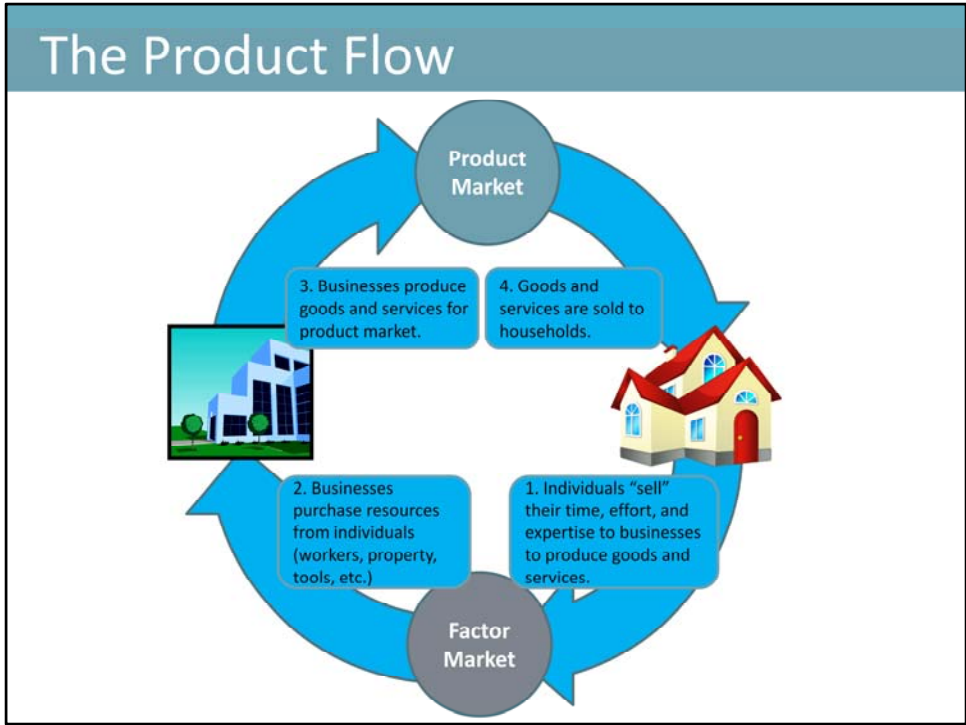 The Product Flow
Product
Market
3. Businesses produce
goods and services for
product market.
4. Goods and
services are sold to
households.
2. Businesses
purchase resources
from individuals
(workers, property,
tools, etc.)
1. Individuals “sell”
their time, effort, and
expertise to businesses
to produce goods and
services.
Factor
Market